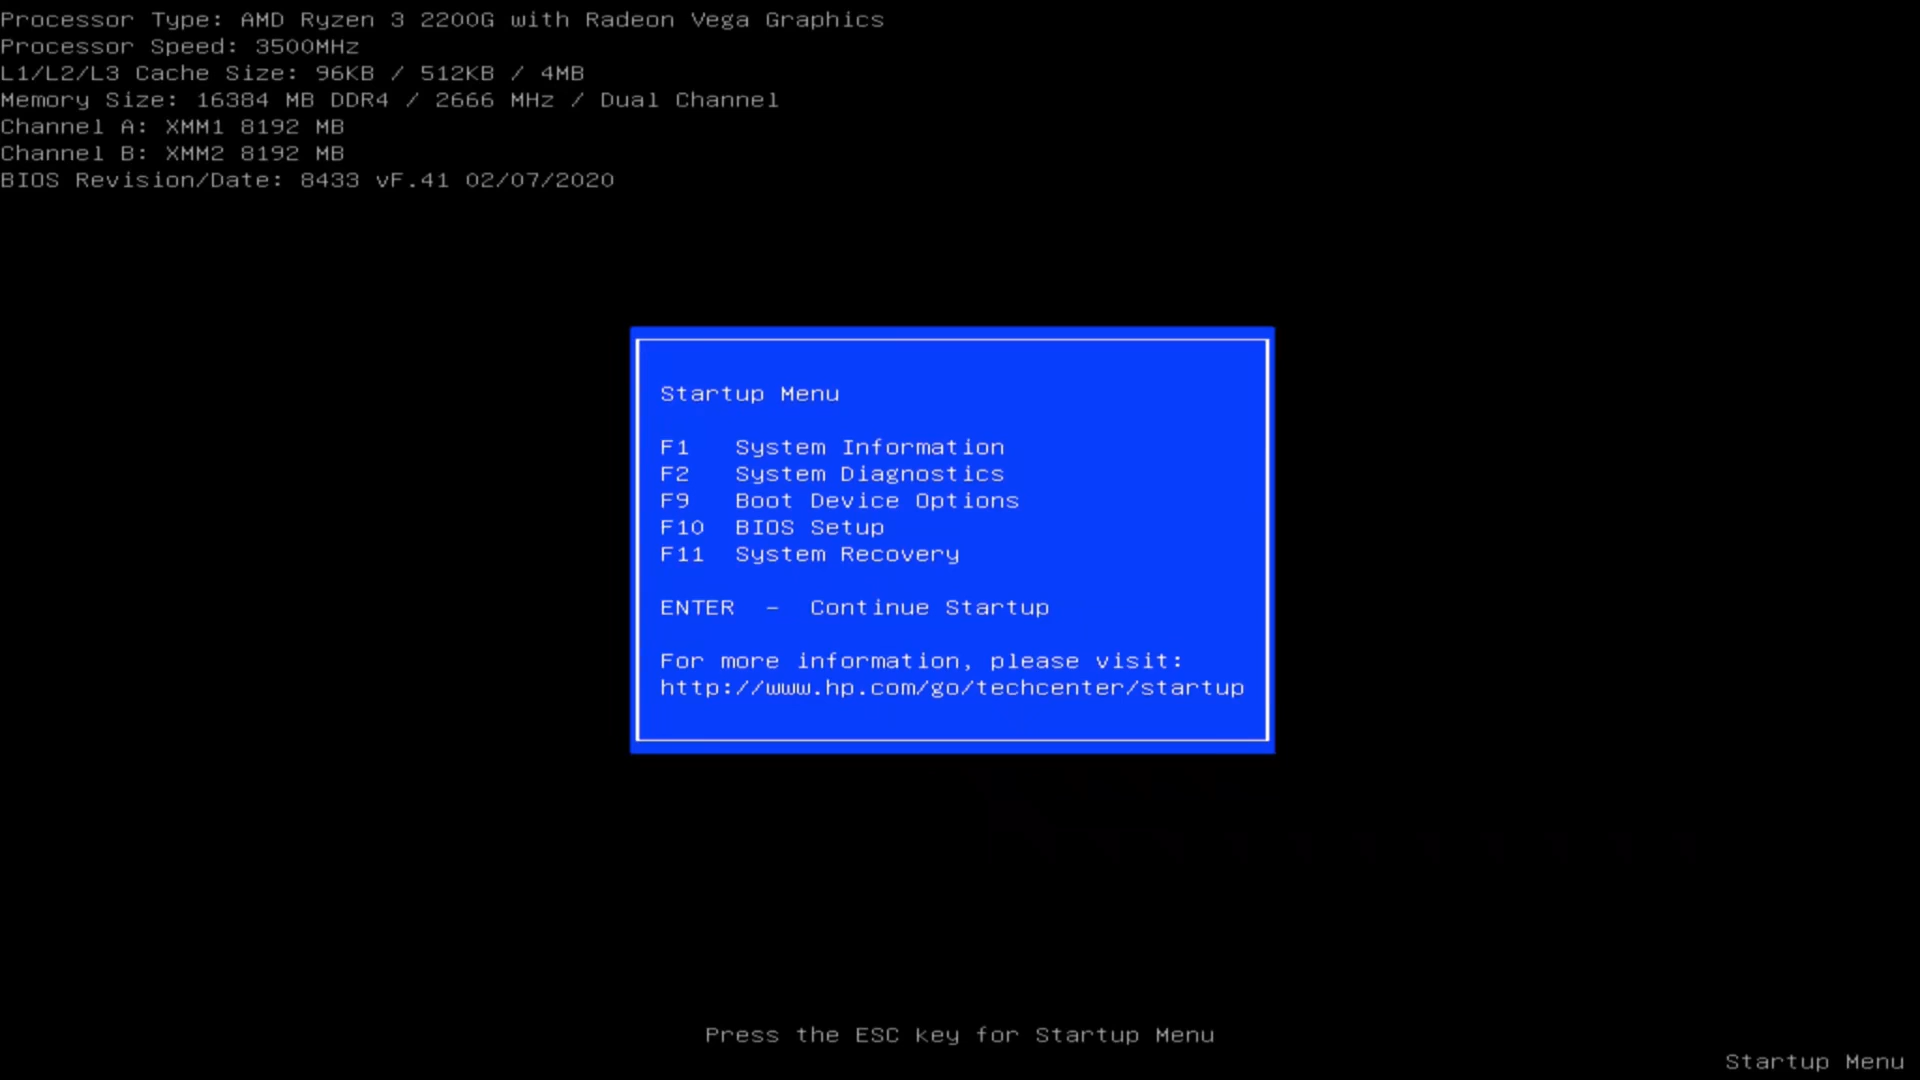 Processor Type: AMD Ryzen 3 2200G with Radeon Vega Graphics
Processor Speed: 3500MHz
L1/L2/L3 Cache Size: 96KB / 512KB / 4MB
Memory Size: 16384 MB DDR4 / 2666 MHz / Dual Channel
Channel A: XMM1 8192 MB
Channel B: XMM2 8192 MB
BIOS Revision/Date: 8433 vF.41 02/07/2020
Startup Menu
F1 System Information
F2 System Diagnostics
F9 Boot Device Options
F10 BIOS Setup
F11 System Recovery
ENTER - Continue Startup
For more information, please visit:
http://www.hp.com/go/techcenter/startup
Press the ESC key for Startup Menu
Startup Menu